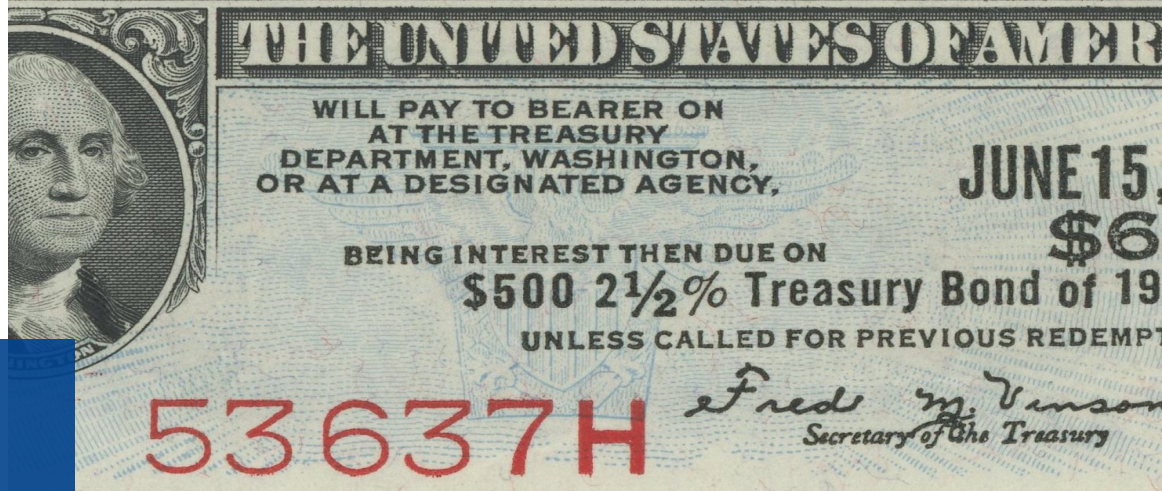 THE UNITED STATES OF AMER
WILL PAY TO BEARER ON
AT THE TREASURY
DEPARTMENT, WASHINGTON,
OR AT A DESIGNATED AGENCY,
JUNE 15,
$6
BEING INTEREST THEN DUE ON
$500 2½% Treasury Bond of 19
UNLESS CALLED FOR PREVIOUS REDEMPT
Fred M. Vinson
Secretary of the Treasury
53637H